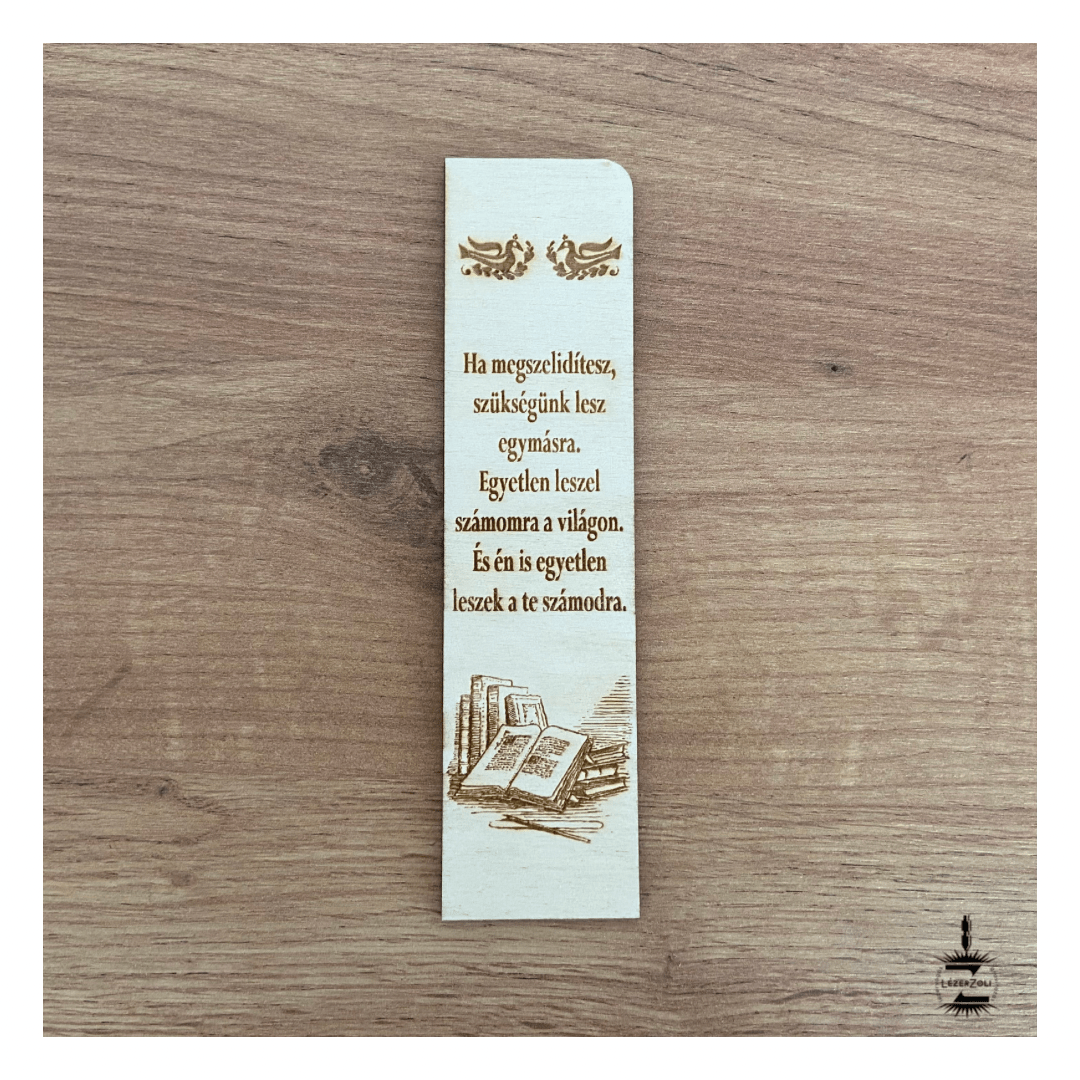 Ha megszelidítesz,
szükségünk lesz
egymásra.
Egyetlen leszel
számomra a világon.
És én is egyetlen
leszek a te számodra.
LézerZoli